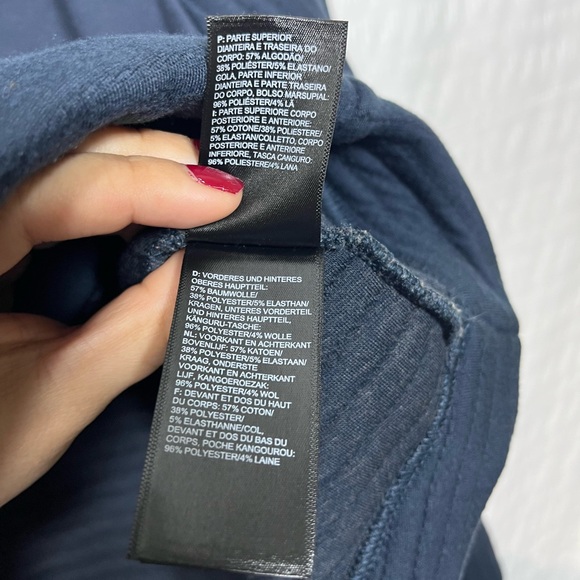 P: PARTE SUPERIOR
DIANTEIRA E TRASEIRA DO
CORPO: 57% ALGODÃO/
38% POLIÉSTER/5% ELASTANO/
GOLA, PARTE INFERIOR
DIANTEIRA E PARTE TRASEIRA
DO CORPO, BOLSO MARSUPIAL:
96% POLIÉSTER/4% LÃ
I: PARTE SUPERIORE CORPO
POSTERIORE E ANTERIORE:
57% COTONE/38% POLIESTERE/
5% ELASTAN/COLLETTO, CORPO
POSTERIORE E ANTERIORE
INFERIORE, TASCA CANGURO:
96% POLIESTERE/4% LANA
D: VORDERES UND HINTERES
OBERES HAUPTTEIL:
57% BAUMWOLLE/
38% POLYESTER/5% ELASTHAN/
KRAGEN, UNTERES VORDERTEIL
UND HINTERES HAUPTTEIL,
KÄNGURU-TASCHE:
96% POLYESTER/4% WOLLE
NL: VOORKANT EN ACHTERKANT
BOVENLIJF: 57% KATOEN/
38% POLYESTER/5% ELASTAAN/
KRAAG, ONDERSTE
VOORKANT EN ACHTERKANT
LIJF, KANGOEROEZAK:
96% POLYESTER/4% WOL
F: DEVANT ET DOS DU HAUT
DU CORPS: 57% COTON/
38% POLYESTER/
5% ELASTHANNE/COL,
DEVANT ET DOS DU BAS DU
CORPS, POCHE KANGOUROU:
96% POLYESTER/4% LAINE